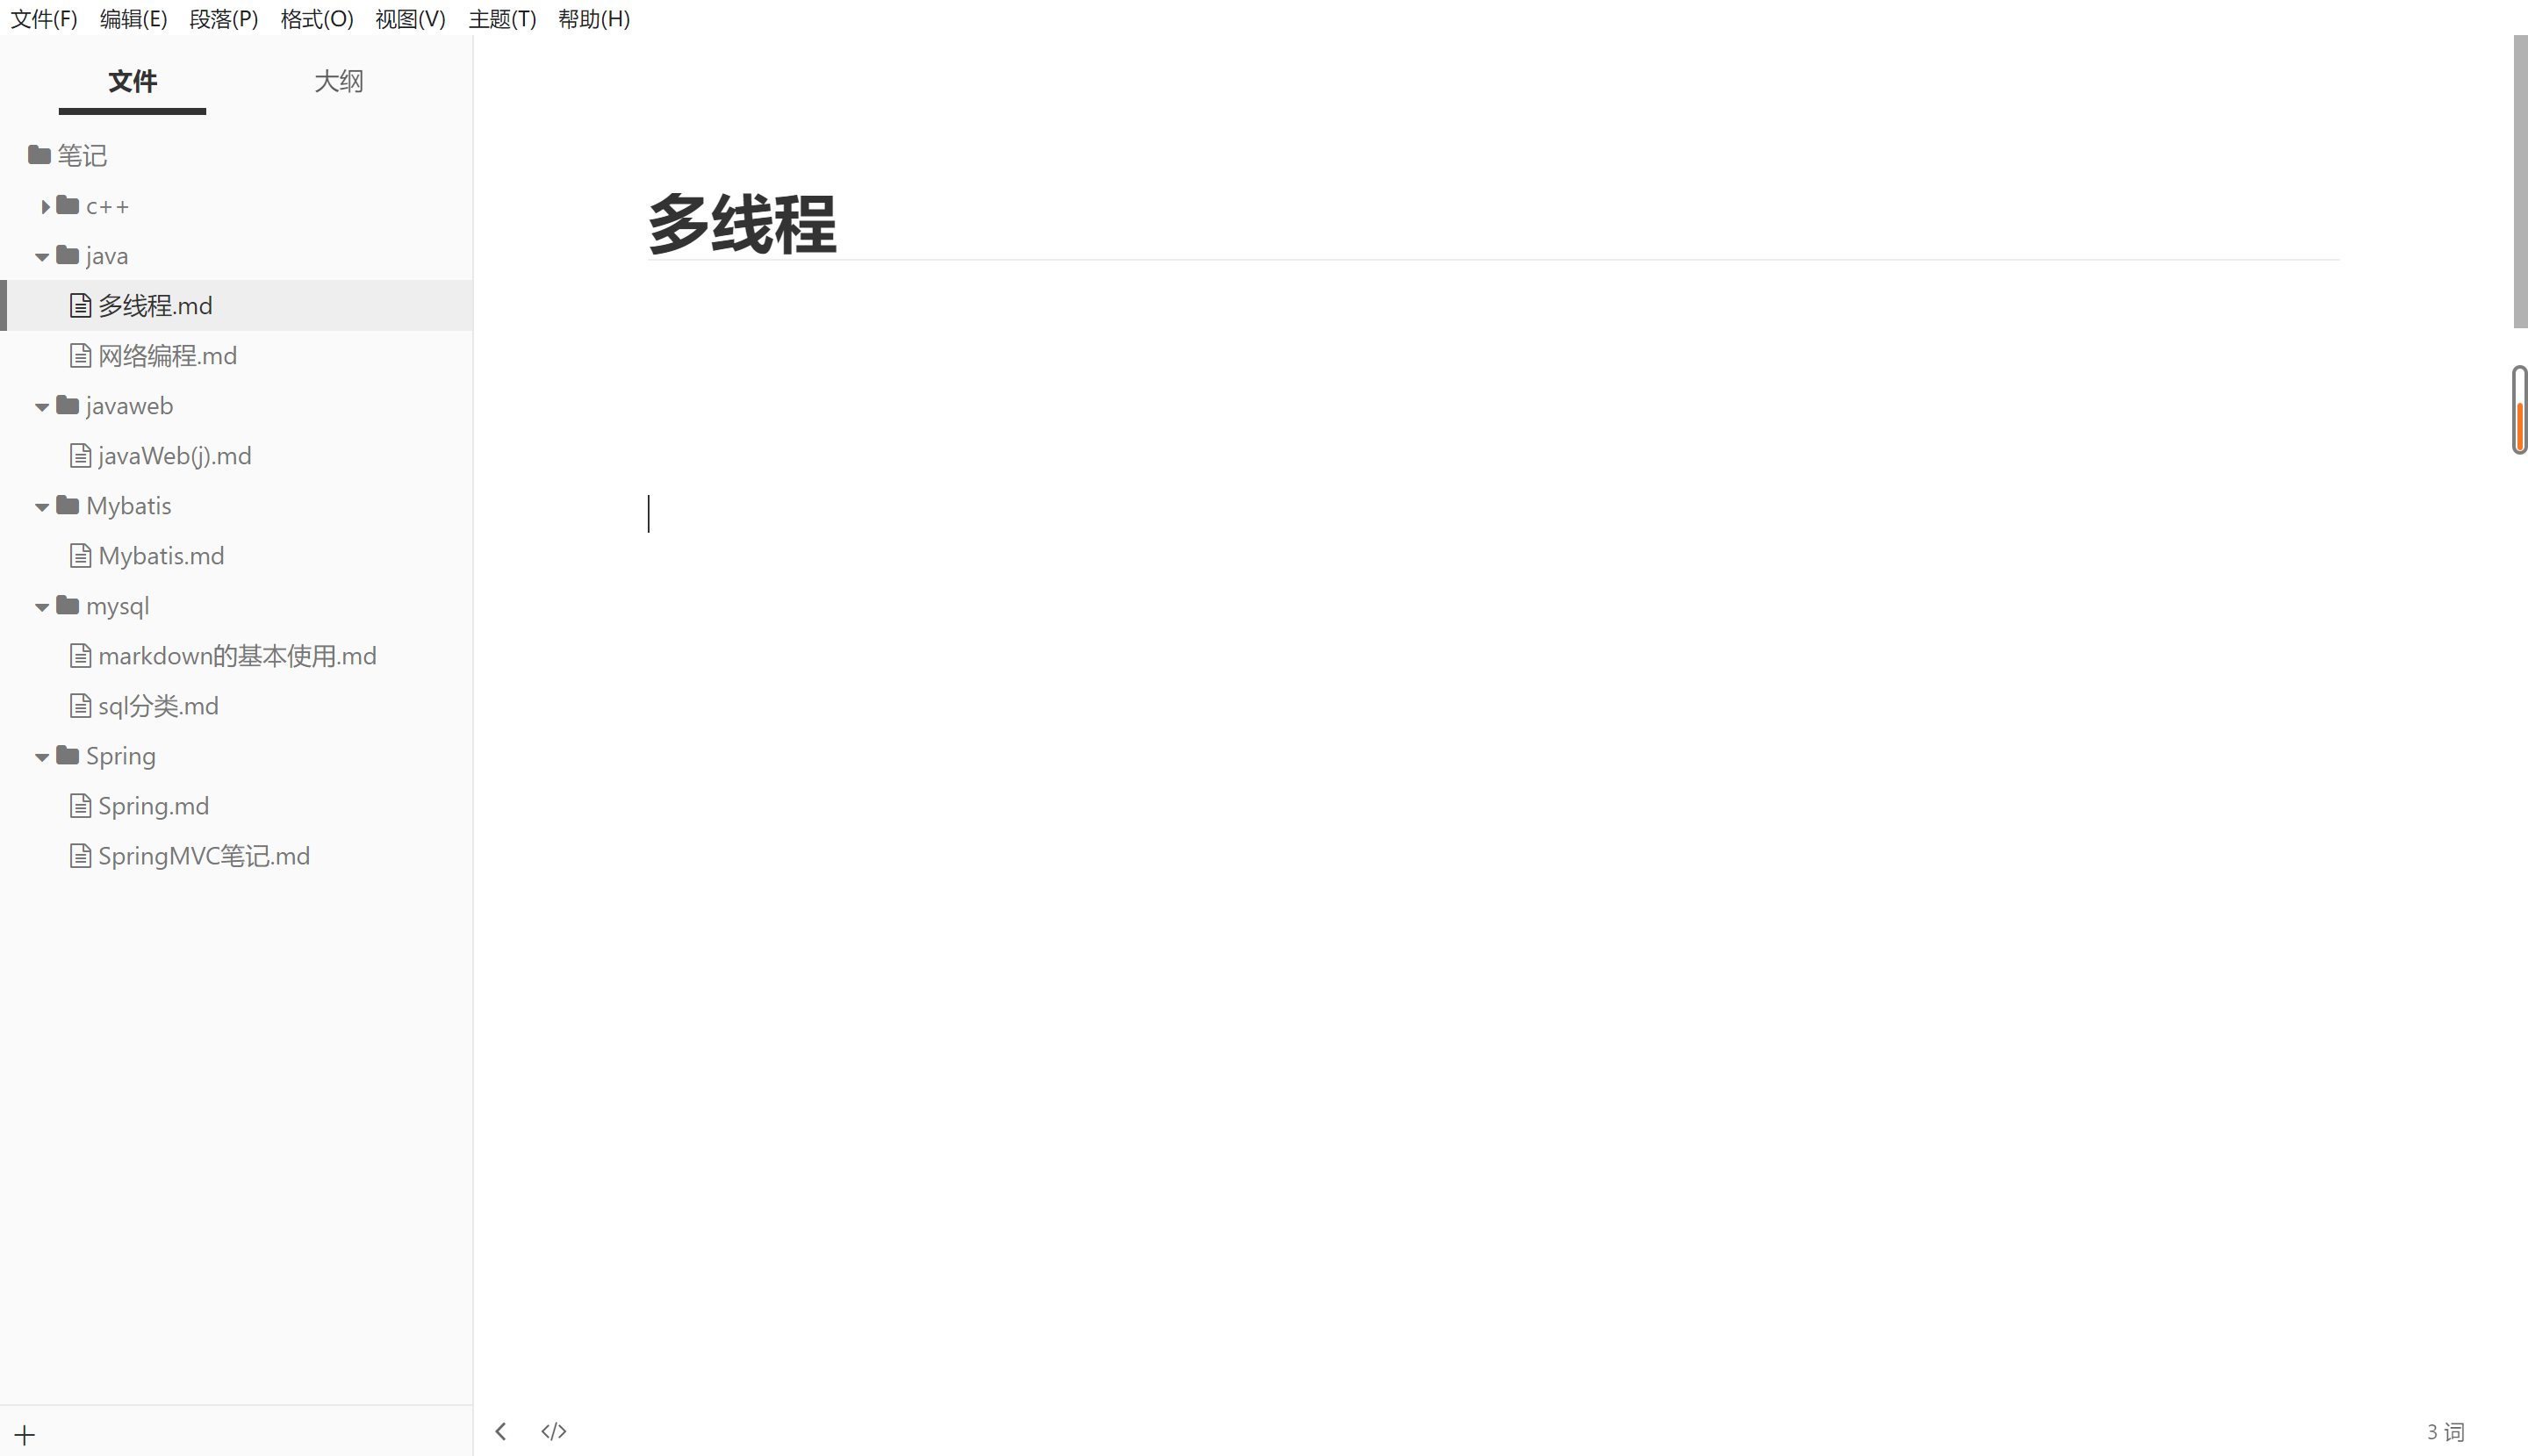 文件(F) 编辑(E) 段落(P) 格式(O) 视图(V) 主题(T) 帮助(H)
文件 大纲
笔记
c++
java
多线程.md
网络编程.md
javaweb
javaWeb(j).md
Mybatis
Mybatis.md
mysql
markdown的基本使用.md
sql分类.md
Spring
Spring.md
SpringMVC笔记.md
多线程
3 词